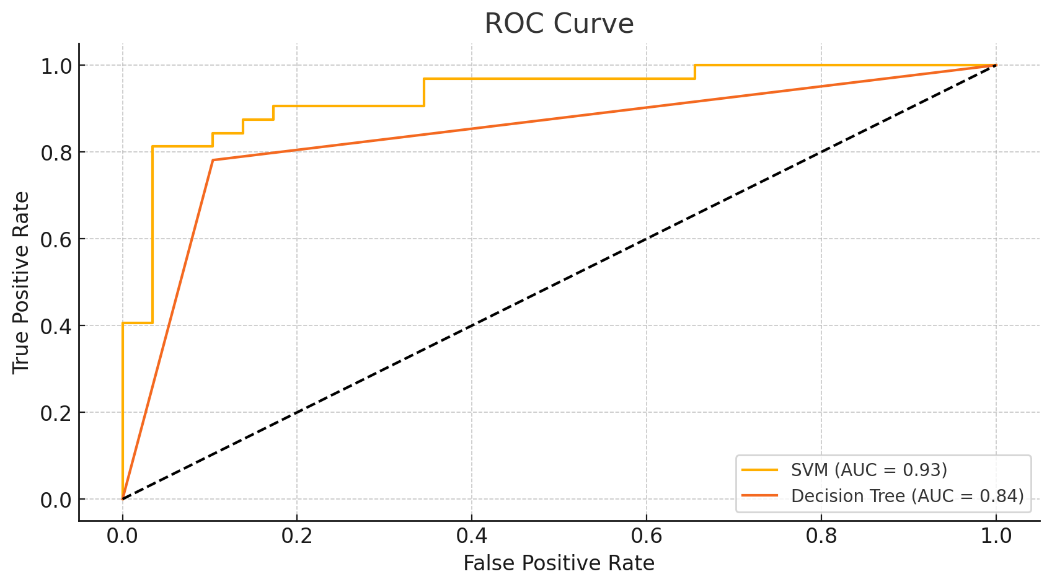 ROC Curve
1.0
0.8
0.6
0.4
0.2
0.0
True Positive Rate
0.0 0.2 0.4 0.6 0.8 1.0
False Positive Rate
SVM (AUC = 0.93)
Decision Tree (AUC = 0.84)